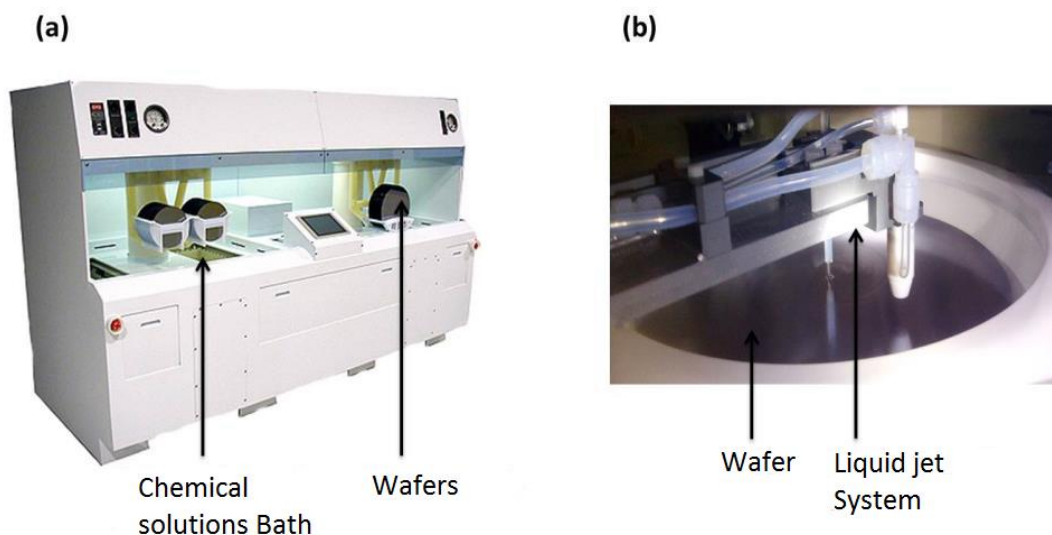 (a)
(b)
Chemical
solutions Bath
Wafers
Wafer
Liquid jet
System